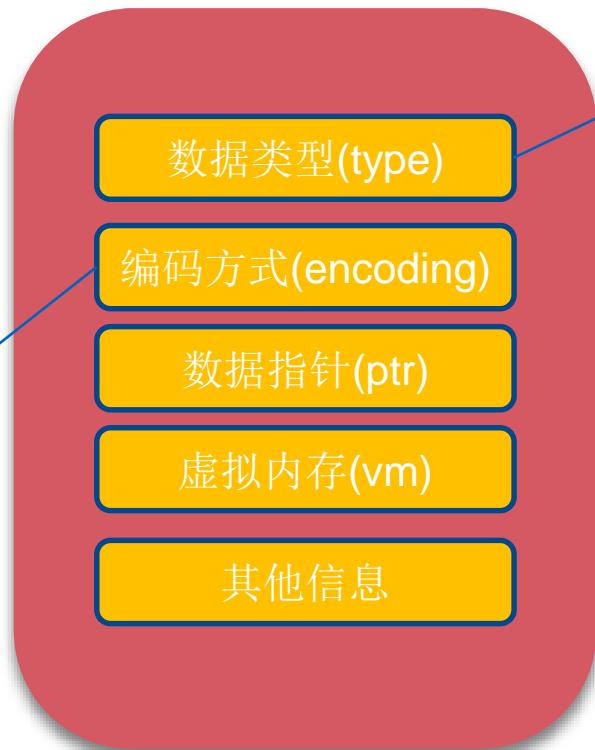 数据类型(type)
编码方式(encoding)
数据指针(ptr)
虚拟内存(vm)
其他信息